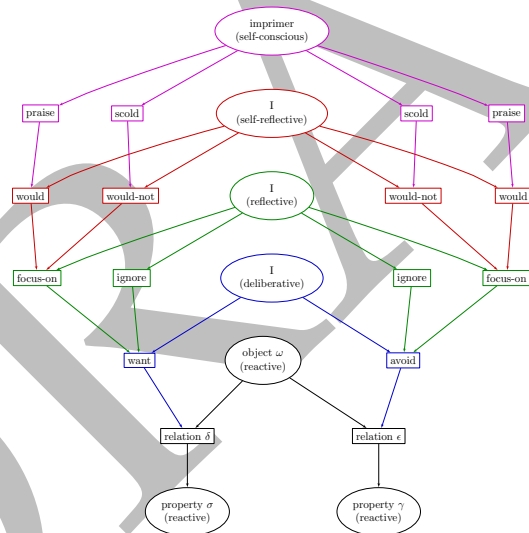 imprimer
(self-conscious)
praise
scold
I
(self-reflective)
scold
praise
would
would-not
I
(reflective)
would-not
would
focus-on
ignore
I
(deliberative)
ignore
focus-on
want
object ω
(reactive)
avoid
relation δ
relation ϵ
property σ
(reactive)
property γ
(reactive)